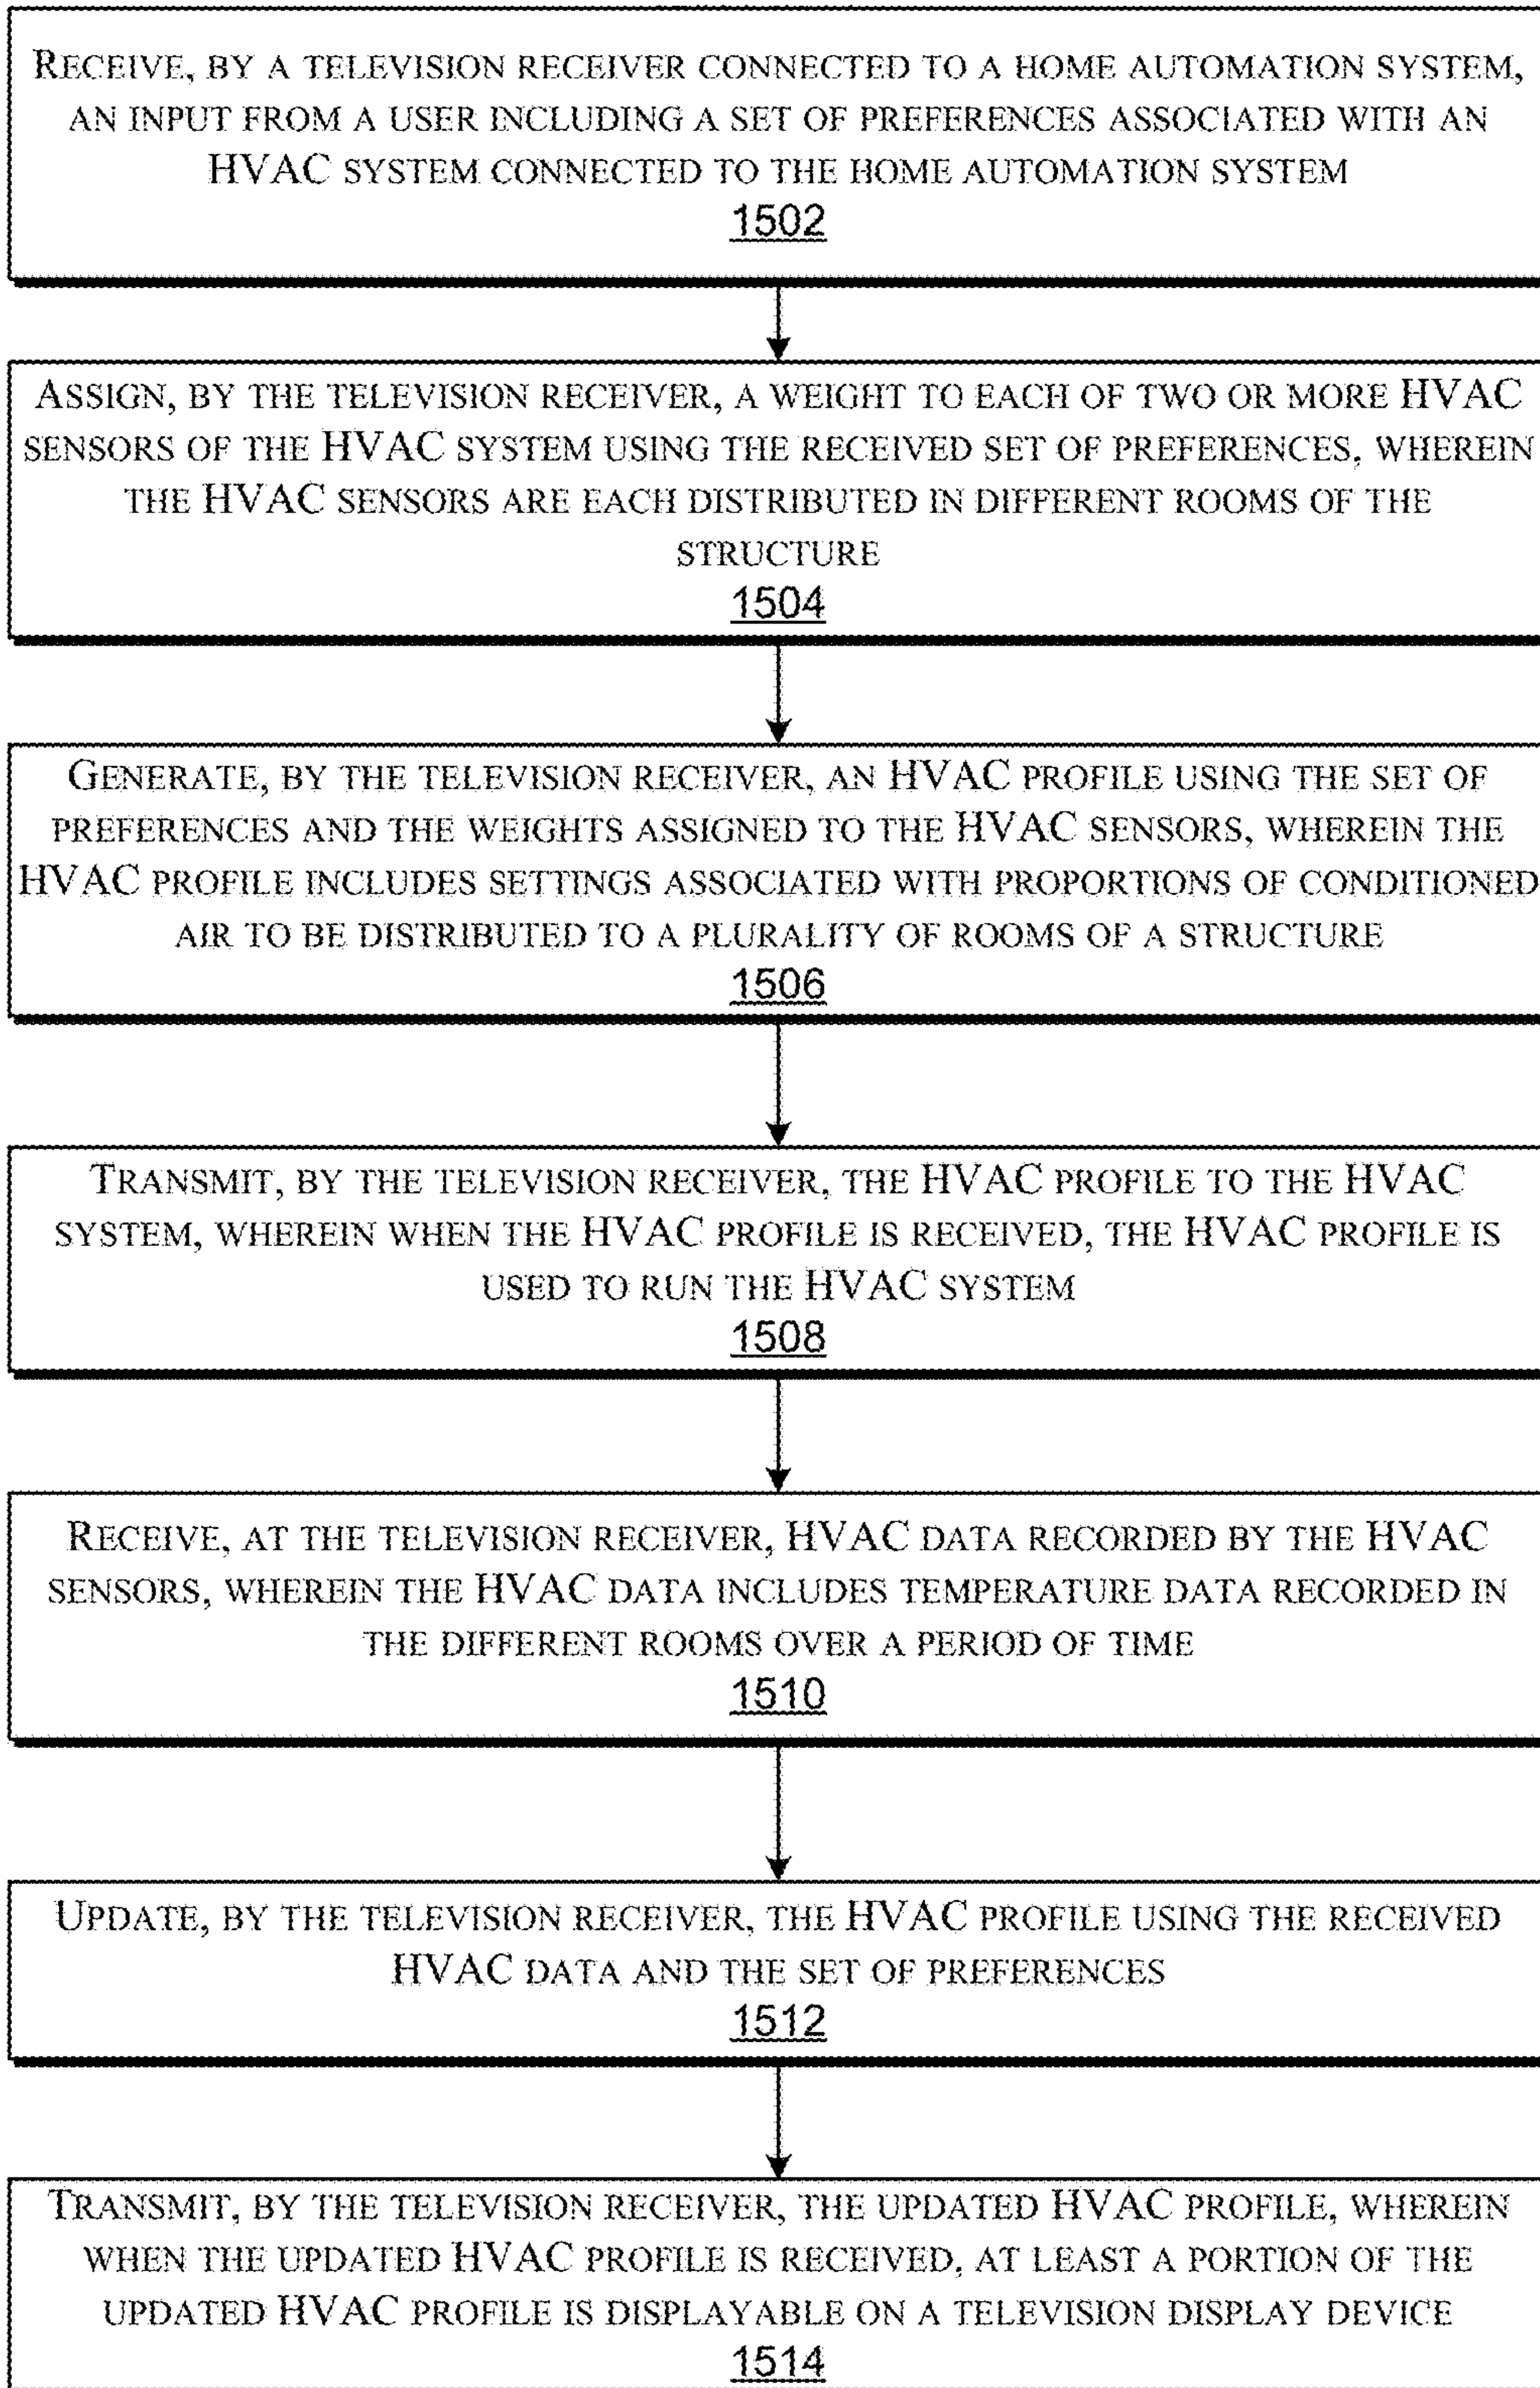 RECEIVE, BY A TELEVISION RECEIVER CONNECTED TO A HOME AUTOMATION SYSTEM,
AN INPUT FROM A USER INCLUDING A SET OF PREFERENCES ASSOCIATED WITH AN
HVAC SYSTEM CONNECTED TO THE HOME AUTOMATION SYSTEM
1502
ASSIGN, BY THE TELEVISION RECEIVER, A WEIGHT TO EACH OF TWO OR MORE HVAC
SENSORS OF THE HVAC SYSTEM USING THE RECEIVED SET OF PREFERENCES, WHEREIN
THE HVAC SENSORS ARE EACH DISTRIBUTED IN DIFFERENT ROOMS OF THE
STRUCTURE
1504
GENERATE, BY THE TELEVISION RECEIVER, AN HVAC PROFILE USING THE SET OF
PREFERENCES AND THE WEIGHTS ASSIGNED TO THE HVAC SENSORS, WHEREIN THE
HVAC PROFILE INCLUDES SETTINGS ASSOCIATED WITH PROPORTIONS OF CONDITIONED
AIR TO BE DISTRIBUTED TO A PLURALITY OF ROOMS OF A STRUCTURE
1506
TRANSMIT, BY THE TELEVISION RECEIVER, THE HVAC PROFILE TO THE HVAC
SYSTEM, WHEREIN WHEN THE HVAC PROFILE IS RECEIVED, THE HVAC PROFILE IS
USED TO RUN THE HVAC SYSTEM
1508
RECEIVE, AT THE TELEVISION RECEIVER, HVAC DATA RECORDED BY THE HVAC
SENSORS, WHEREIN THE HVAC DATA INCLUDES TEMPERATURE DATA RECORDED IN
THE DIFFERENT ROOMS OVER A PERIOD OF TIME
1510
UPDATE, BY THE TELEVISION RECEIVER, THE HVAC PROFILE USING THE RECEIVED
HVAC DATA AND THE SET OF PREFERENCES
1512
TRANSMIT, BY THE TELEVISION RECEIVER, THE UPDATED HVAC PROFILE, WHEREIN
WHEN THE UPDATED HVAC PROFILE IS RECEIVED, AT LEAST A PORTION OF THE
UPDATED HVAC PROFILE IS DISPLAYABLE ON A TELEVISION DISPLAY DEVICE
1514